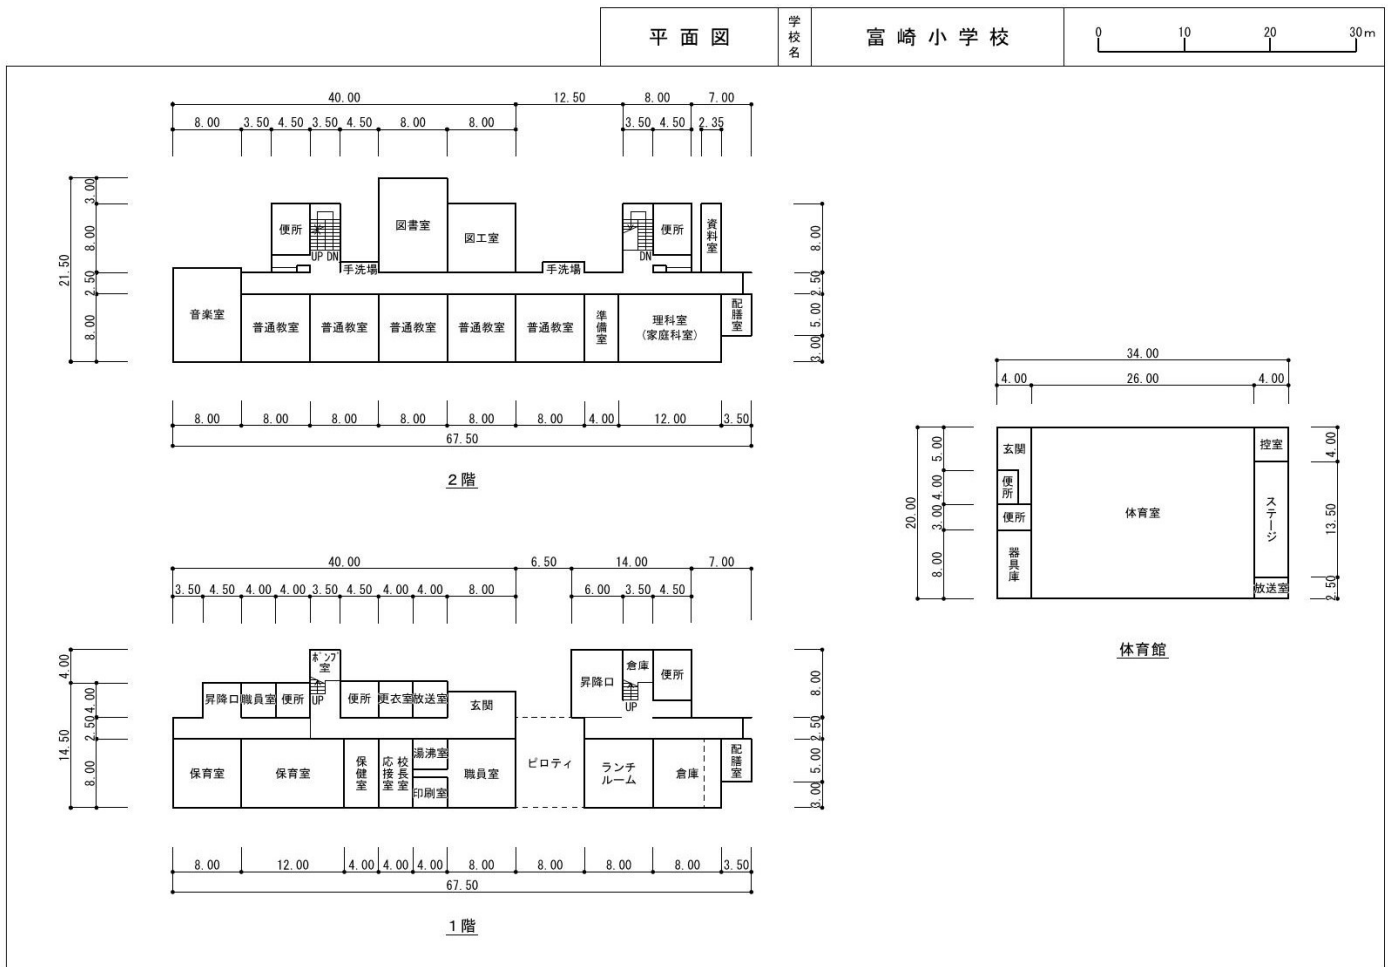 平面図
学校名
富崎小学校
0 10 20 30m
40.00 12.50 8.00 7.00
8.00 3.50 4.50 3.50 4.50 8.00 8.00 3.50 4.50 2.35
21.50
3.00 8.00 2.50 8.00
8.00 2.50 5.00 3.00
便所 図書室 図工室 便所 資料室
UP DN 手洗場 手洗場 DN
音楽室 普通教室 普通教室 普通教室 普通教室 普通教室 準備室 理科室 配膳室
(家庭科室)
8.00 8.00 8.00 8.00 8.00 8.00 4.00 12.00 3.50
67.50
2階
34.00
4.00 26.00 4.00
20.00
5.00 4.00 3.00 8.00
4.00 13.50 2.50
玄関 控室
便所
便所 体育室 ステージ
器具庫 放送室
体育館
40.00 6.50 14.00 7.00
3.50 4.50 4.00 4.00 3.50 4.50 4.00 4.00 8.00 6.00 3.50 4.50
14.50
4.00 4.00 2.50 8.00
8.00 2.50 5.00 3.00
ポンプ室 倉庫
昇降口 便所
昇降口 職員室 便所 UP 便所 更衣室 放送室 玄関 UP
保育室 保育室 保健室 応接室 校長室 湯沸室 職員室 ピロティ ランチ 倉庫 配膳室
ルーム
印刷室
8.00 12.00 4.00 4.00 4.00 8.00 8.00 8.00 8.00 3.50
67.50
1階